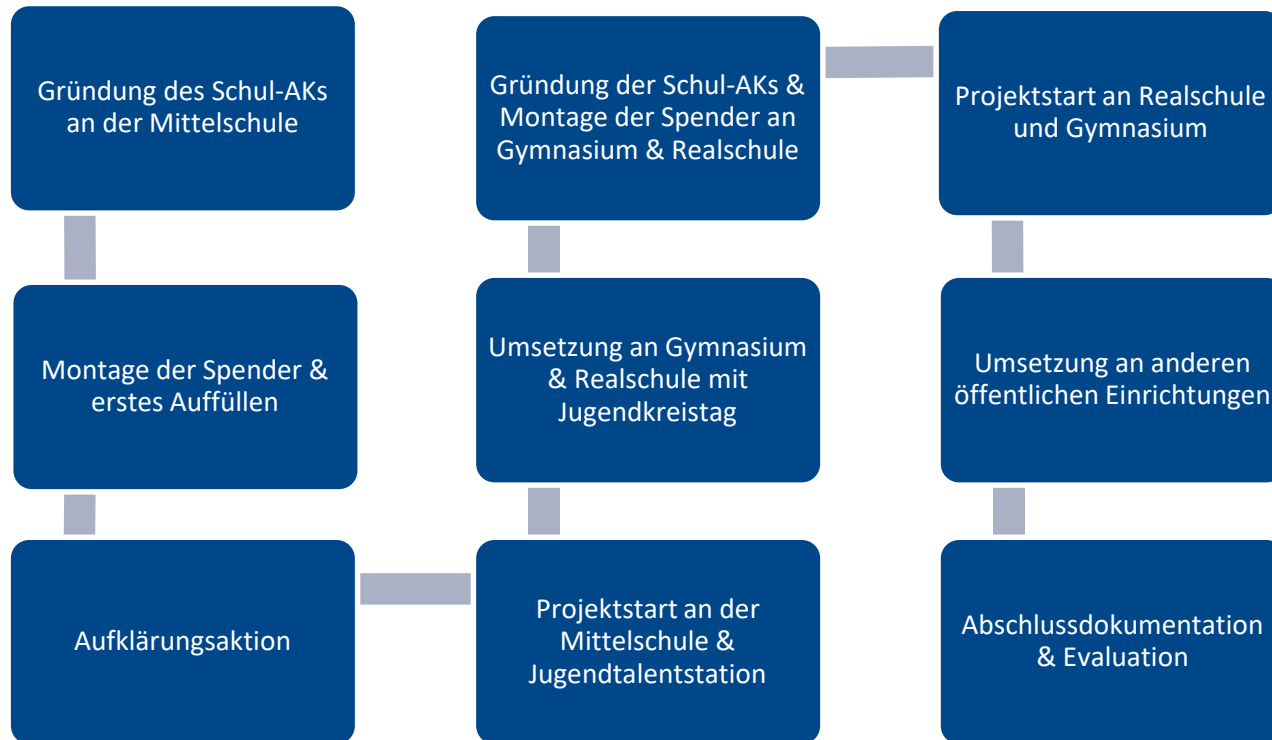 Gründung des Schul-AKs
an der Mittelschule
Montage der Spender &
erstes Auffüllen
Aufklärungsaktion
Projektstart an der
Mittelschule &
Jugendtalentstation
Umsetzung an Gymnasium
& Realschule mit
Jugendkreistag
Gründung der Schul-AKs &
Montage der Spender an
Gymnasium & Realschule
Projektstart an Realschule
und Gymnasium
Umsetzung an anderen
öffentlichen Einrichtungen
Abschlussdokumentation
& Evaluation